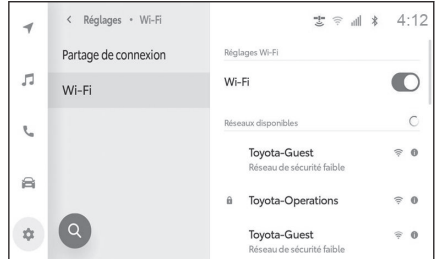 < Réglages • Wi-Fi
4:12
Partage de connexion
Wi-Fi
Réglages Wi-Fi
Wi-Fi
Réseaux disponibles
Toyota-Guest
Réseau de sécurité faible
Toyota-Operations
Toyota-Guest
Réseau de sécurité faible